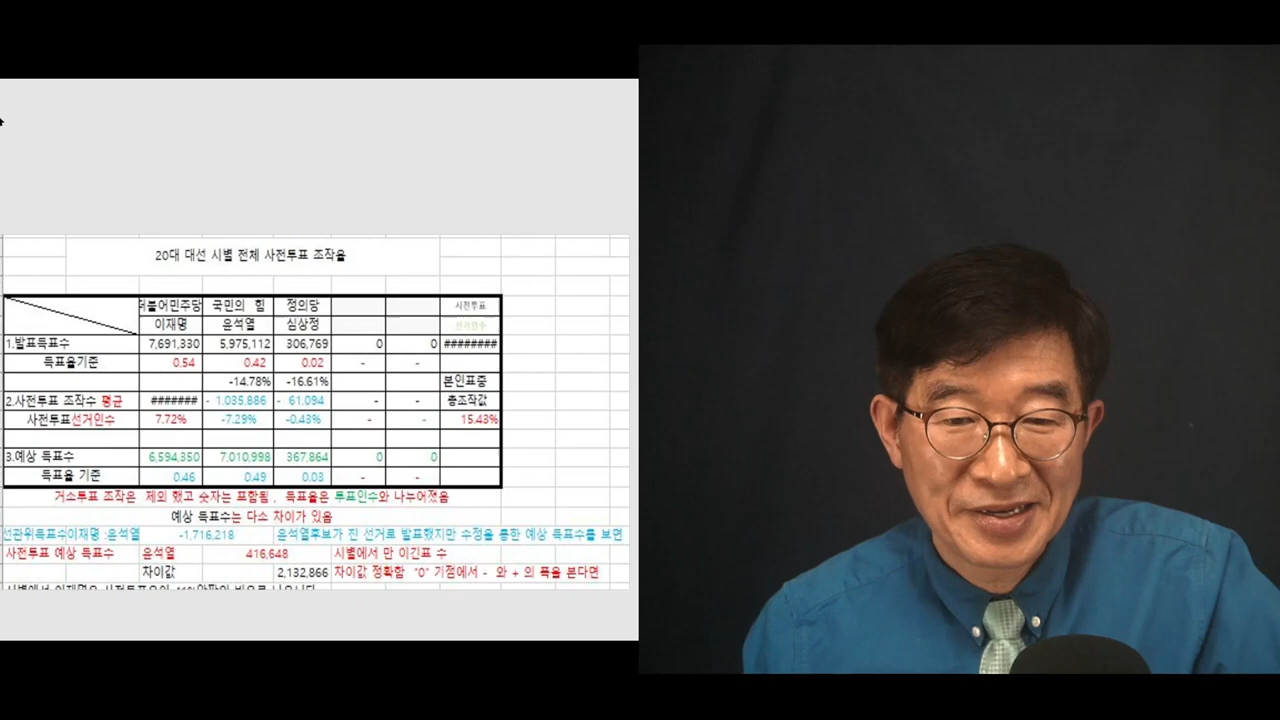 20대 대선 시별 전체 사전투표 조작율
더불어민주당 국민의 힘 정의당 사전투표
이재명 윤석열 심상정 선거인수
1.발표득표수 7,691,330 5,975,112 306,769 0 0 ########
득표율기준 0.54 0.42 0.02 - -
-14.78% -16.61% 본인표중
2.사전투표 조작수 평균 ####### - 1,035,886 - 61,094 - - 총조작값
사전투표선거인수 7.72% -7.29% -0.43% - - 15.43%
3.예상 득표수 6,594,350 7,010,998 367,864 0 0
득표율 기준 0.46 0.49 0.03 - -
거소투표 조작은 제외 했고 숫자는 포함됨 , 득표율은 투표인수와 나누어졌음
예상 득표수는 다소 차이가 있음
선관위득표수이재명 :윤석열 -1,716,218 윤석열후보가 진 선거로 발표했지만 수정을 통한 예상 득표수를 보면
사전투표 예상 득표수 윤석열 416,648 시별에서 만 이긴표 수
차이값 2,132,866 차이값 정확함 "0" 기점에서 - 와 + 의 폭을 본다면